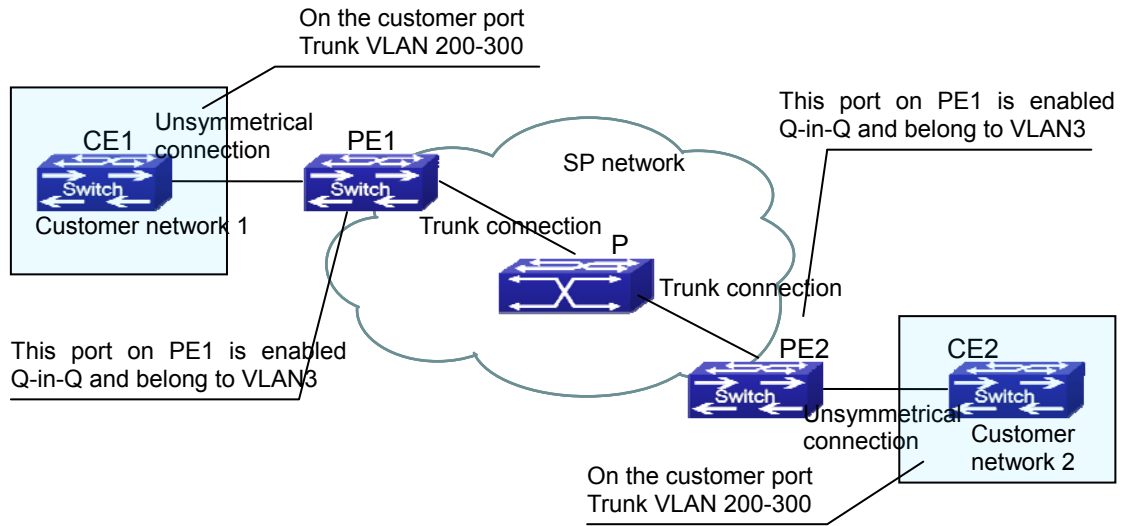 On the customer port
Trunk VLAN 200-300
This port on PE1 is enabled
Q-in-Q and belong to VLAN3
Unsymmetrical
connection
CE1
PE1
SP network
Switch
Switch
Customer network 1
Trunk connection
P
Trunk connection
This port on PE1 is enabled
Q-in-Q and belong to VLAN3
PE2
CE2
Switch
Switch
Unsymmetrical
connection
Customer
network 2
On the customer port
Trunk VLAN 200-300